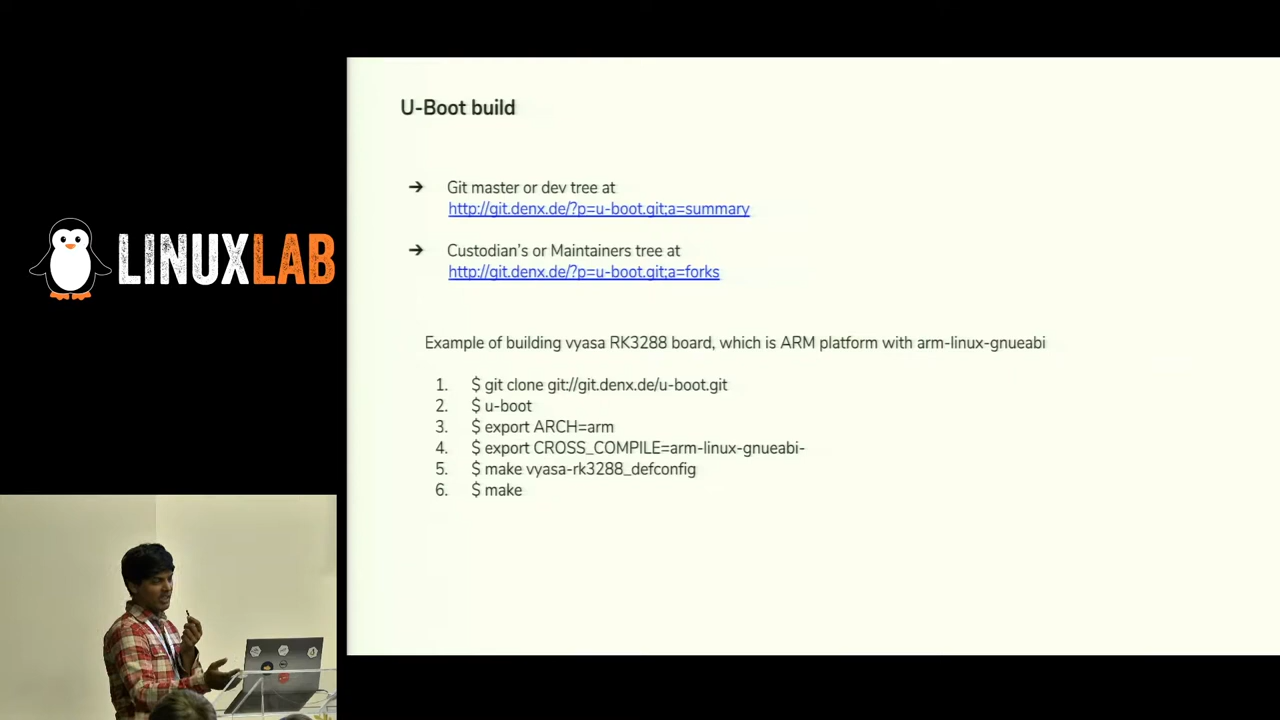 LINUXLAB
U-Boot build
➔ Git master or dev tree at
http://git.denx.de/?p=u-boot.git;a=summary
➔ Custodian's or Maintainers tree at
http://git.denx.de/?p=u-boot.git;a=forks
Example of building vyasa RK3288 board, which is ARM platform with arm-linux-gnueabi
1. $ git clone git://git.denx.de/u-boot.git
2. $ u-boot
3. $ export ARCH=arm
4. $ export CROSS_COMPILE=arm-linux-gnueabi-
5. $ make vyasa-rk3288_defconfig
6. $ make